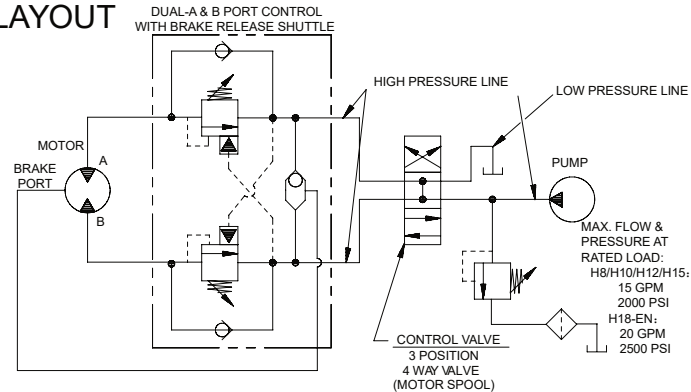 LAYOUT
DUAL-A & B PORT CONTROL
WITH BRAKE RELEASE SHUTTLE
HIGH PRESSURE LINE
LOW PRESSURE LINE
MOTOR
A
BRAKE
PORT
B
PUMP
MAX. FLOW &
PRESSURE AT
RATED LOAD:
H8/H10/H12/H15:
15 GPM
2000 PSI
H18-EN:
20 GPM
2500 PSI
CONTROL VALVE
3 POSITION
4 WAY VALVE
(MOTOR SPOOL)